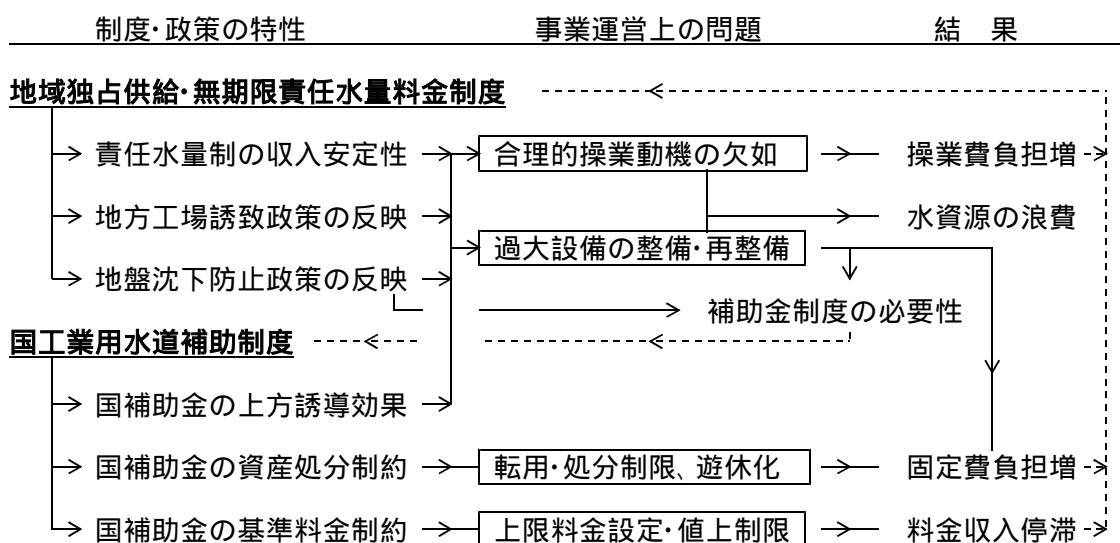 制度・政策の特性 事業運営上の問題 結 果
地域独占供給・無期限責任水量料金制度
責任水量制の収入安定性 合理的操業動機の欠如 操業費負担増
地方工場誘致政策の反映 水資源の浪費
過大設備の整備・再整備
地盤沈下防止政策の反映
補助金制度の必要性
国工業用水道補助制度
国補助金の上方誘導効果
国補助金の資産処分制約 転用・処分制限、遊休化 固定費負担増
国補助金の基準料金制約 上限料金設定・値上制限 料金収入停滞